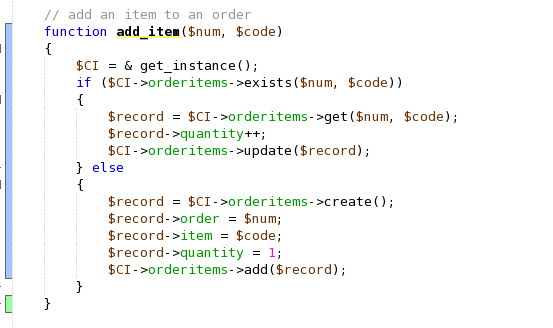 // add an item to an order
function add_item($num, $code)
{
    $CI = & get_instance();
    if ($CI->orderitems->exists($num, $code))
    {
        $record = $CI->orderitems->get($num, $code);
        $record->quantity++;
        $CI->orderitems->update($record);
    } else
    {
        $record = $CI->orderitems->create();
        $record->order = $num;
        $record->item = $code;
        $record->quantity = 1;
        $CI->orderitems->add($record);
    }
}